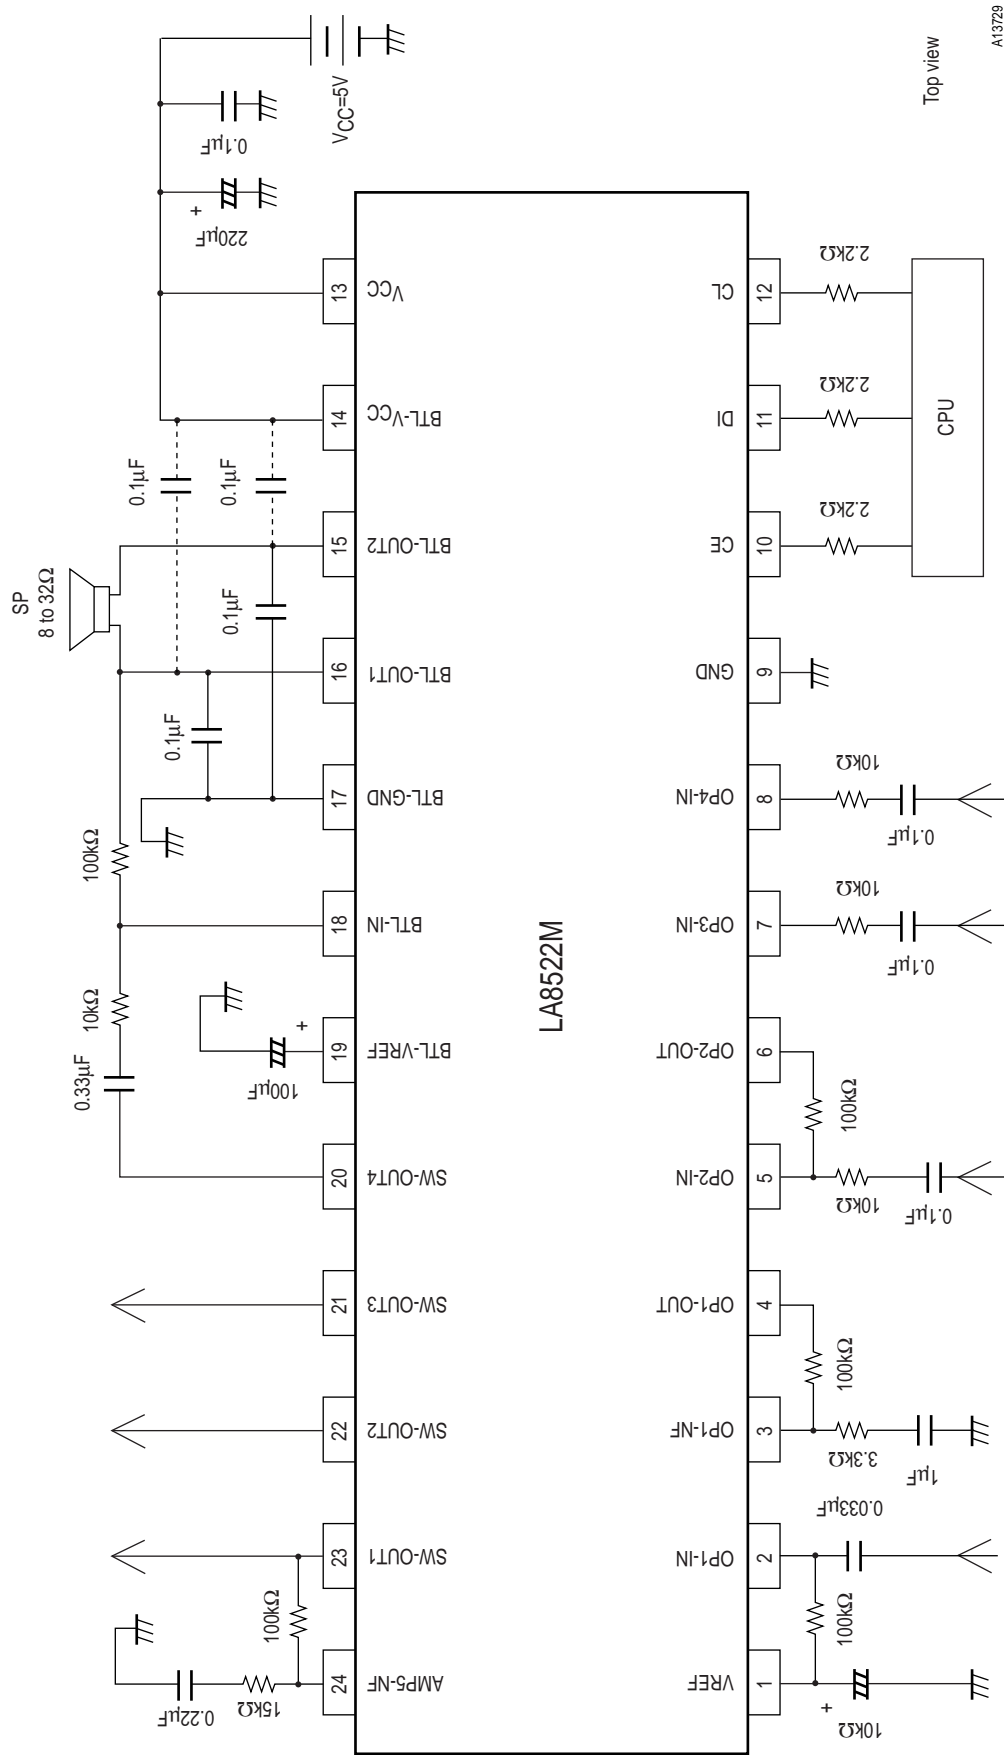 SP
8 to 32Ω
0.22µF
15kΩ
100kΩ
0.33µF
10kΩ
100kΩ
100µF
+
0.1µF
0.1µF
0.1µF
0.1µF
220µF
+
0.1µF
VCC=5V
24
23
22
21
20
19
18
17
16
15
14
13
AMP5-NF
SW-OUT1
SW-OUT2
SW-OUT3
SW-OUT4
BTL-VREF
BTL-IN
BTL-GND
BTL-OUT1
BTL-OUT2
BTL-VCC
VCC
LA8522M
VREF
OP1-IN
OP1-NF
OP1-OUT
OP2-IN
OP2-OUT
OP3-IN
OP4-IN
GND
CE
DI
CL
1
2
3
4
5
6
7
8
9
10
11
12
+
10kΩ
100kΩ
0.033µF
3.3kΩ
1µF
100kΩ
10kΩ
0.1µF
100kΩ
10kΩ
0.1µF
10kΩ
0.1µF
2.2kΩ
2.2kΩ
2.2kΩ
CPU
Top view
A13729